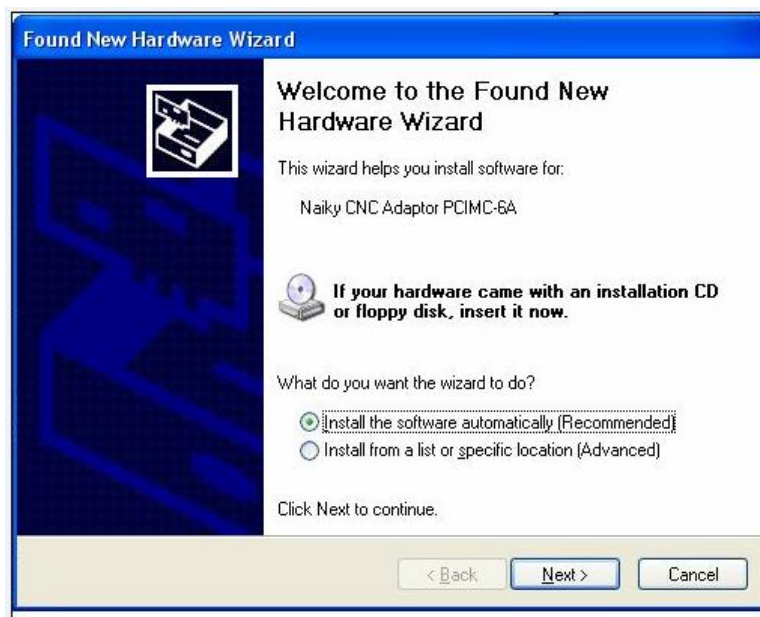 Found New Hardware Wizard
Welcome to the Found New
Hardware Wizard
This wizard helps you install software for:
Naiky CNC Adaptor PCIMC-6A
If your hardware came with an installation CD
or floppy disk, insert it now.
What do you want the wizard to do?
Install the software automatically (Recommended)
Install from a list or specific location (Advanced)
Click Next to continue.
< Back Next > Cancel